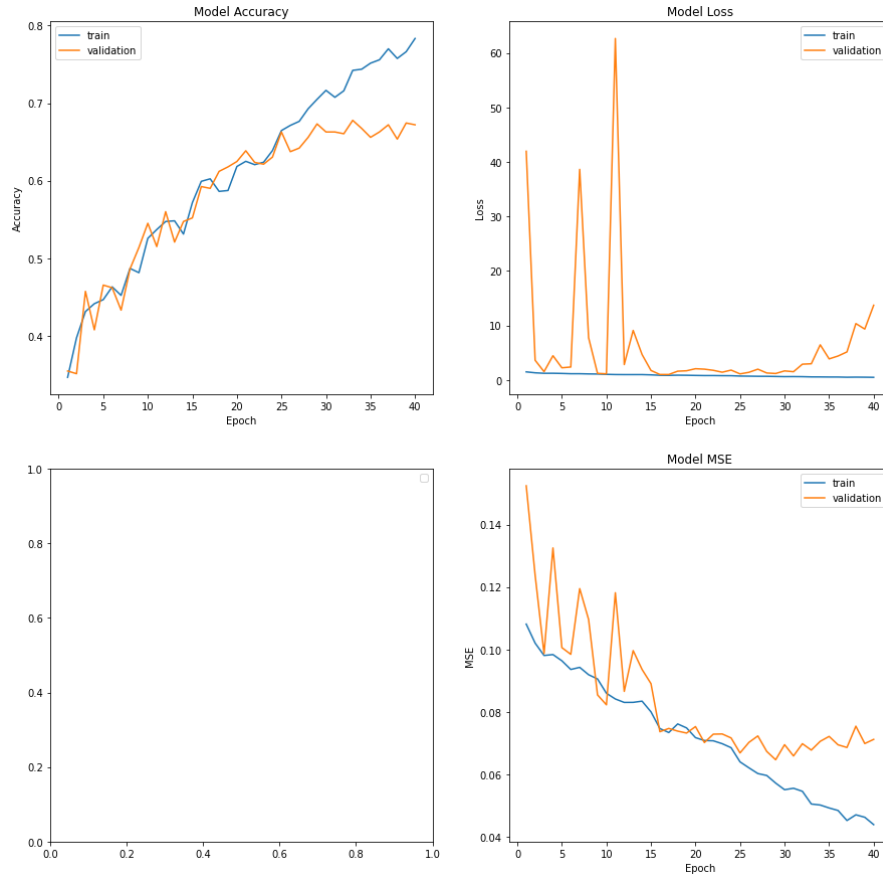 Model Accuracy
train
validation
0.8
0.7
0.6
0.5
0.4
Accuracy
0 5 10 15 20 25 30 35 40
Epoch
Model Loss
train
validation
60
50
40
30
20
10
0
Loss
0 5 10 15 20 25 30 35 40
Epoch
1.0
0.8
0.6
0.4
0.2
0.0
0.0 0.2 0.4 0.6 0.8 1.0
Model MSE
train
validation
0.14
0.12
0.10
0.08
0.06
0.04
MSE
0 5 10 15 20 25 30 35 40
Epoch